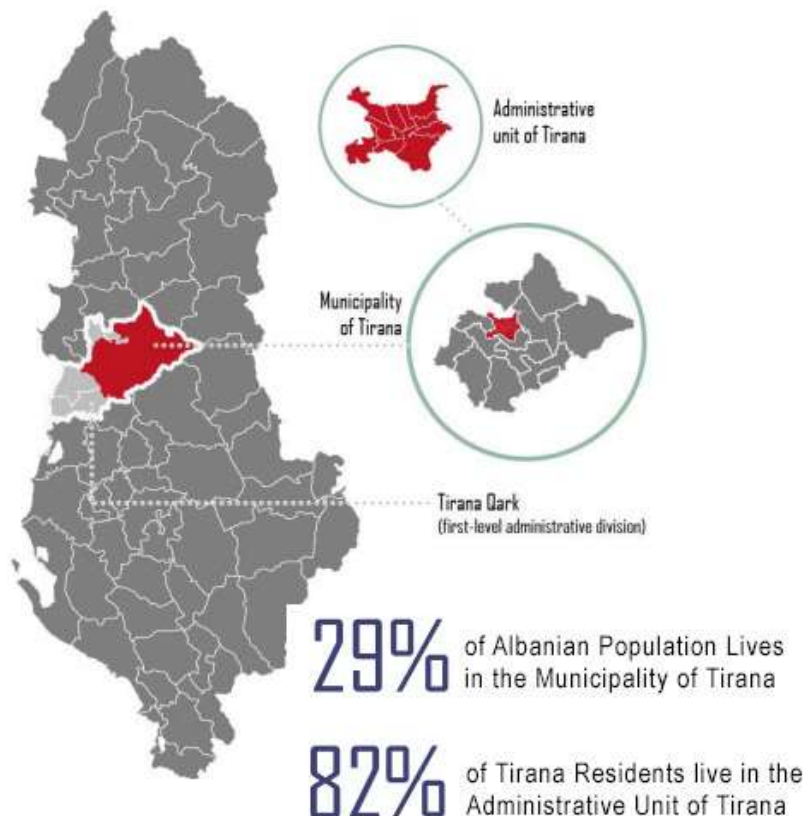 Administrative
unit of Tirana
Municipality
of Tirana
Tirana Qark
(first-level administrative division)
29% of Albanian Population Lives
in the Municipality of Tirana
82% of Tirana Residents live in the
Administrative Unit of Tirana